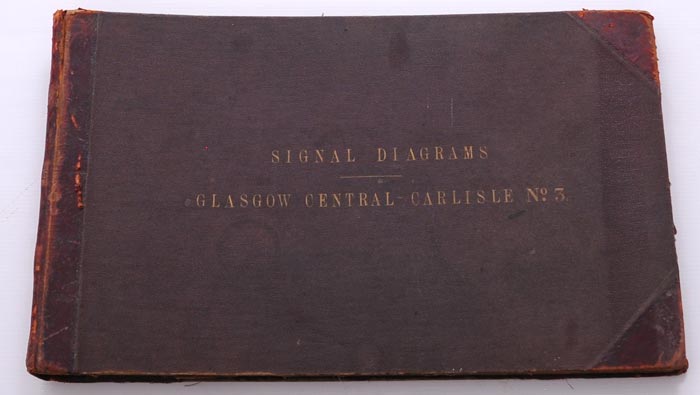 SIGNAL DIAGRAMS
GLASGOW CENTRAL-CARLISLE Nº 3.